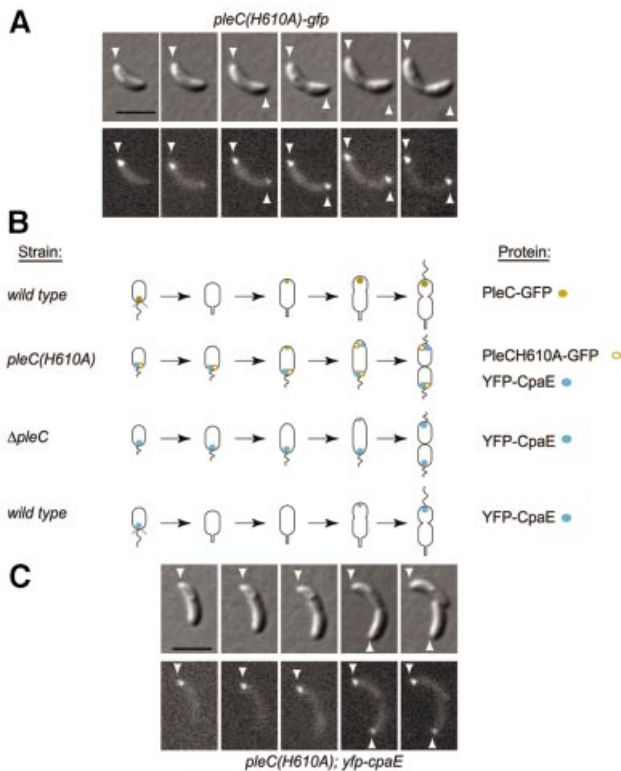 A
pleC(H610A)-gfp
B
Strain:
Protein:
wild type
PleC-GFP
pleC(H610A)
PleCH610A-GFP
YFP-CpaE
ΔpleC
YFP-CpaE
wild type
YFP-CpaE
C
pleC(H610A); yfp-cpaE